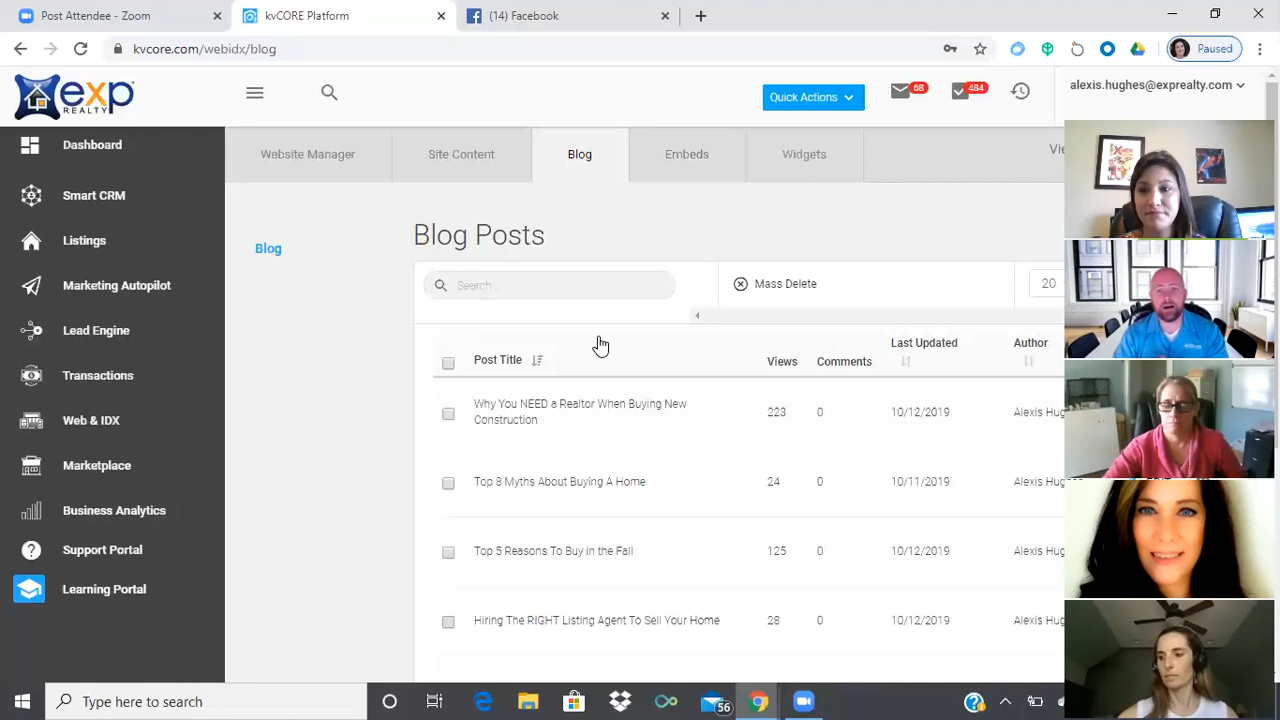 Post Attendee - Zoom
kvCORE Platform
(14) Facebook
kvcore.com/webidx/blog
Paused
exp
REALTY
Quick Actions
68
484
alexis.hughes@exprealty.com
Dashboard
Smart CRM
Listings
Marketing Autopilot
Lead Engine
Transactions
Web & IDX
Marketplace
Business Analytics
Support Portal
Learning Portal
Website Manager
Site Content
Blog
Embeds
Widgets
Blog
Blog Posts
Search...
Mass Delete
20
Post Title
Views
Comments
Last Updated
Author
Why You NEED a Realtor When Buying New
Construction
223
0
10/12/2019
Alexis Hug
Top 8 Myths About Buying A Home
24
0
10/11/2019
Top 5 Reasons To Buy in the Fall
125
0
10/12/2019
Alexis Hug
Hiring The RIGHT Listing Agent To Sell Your Home
28
0
10/12/2019
Alexis Hug
Type here to search
56